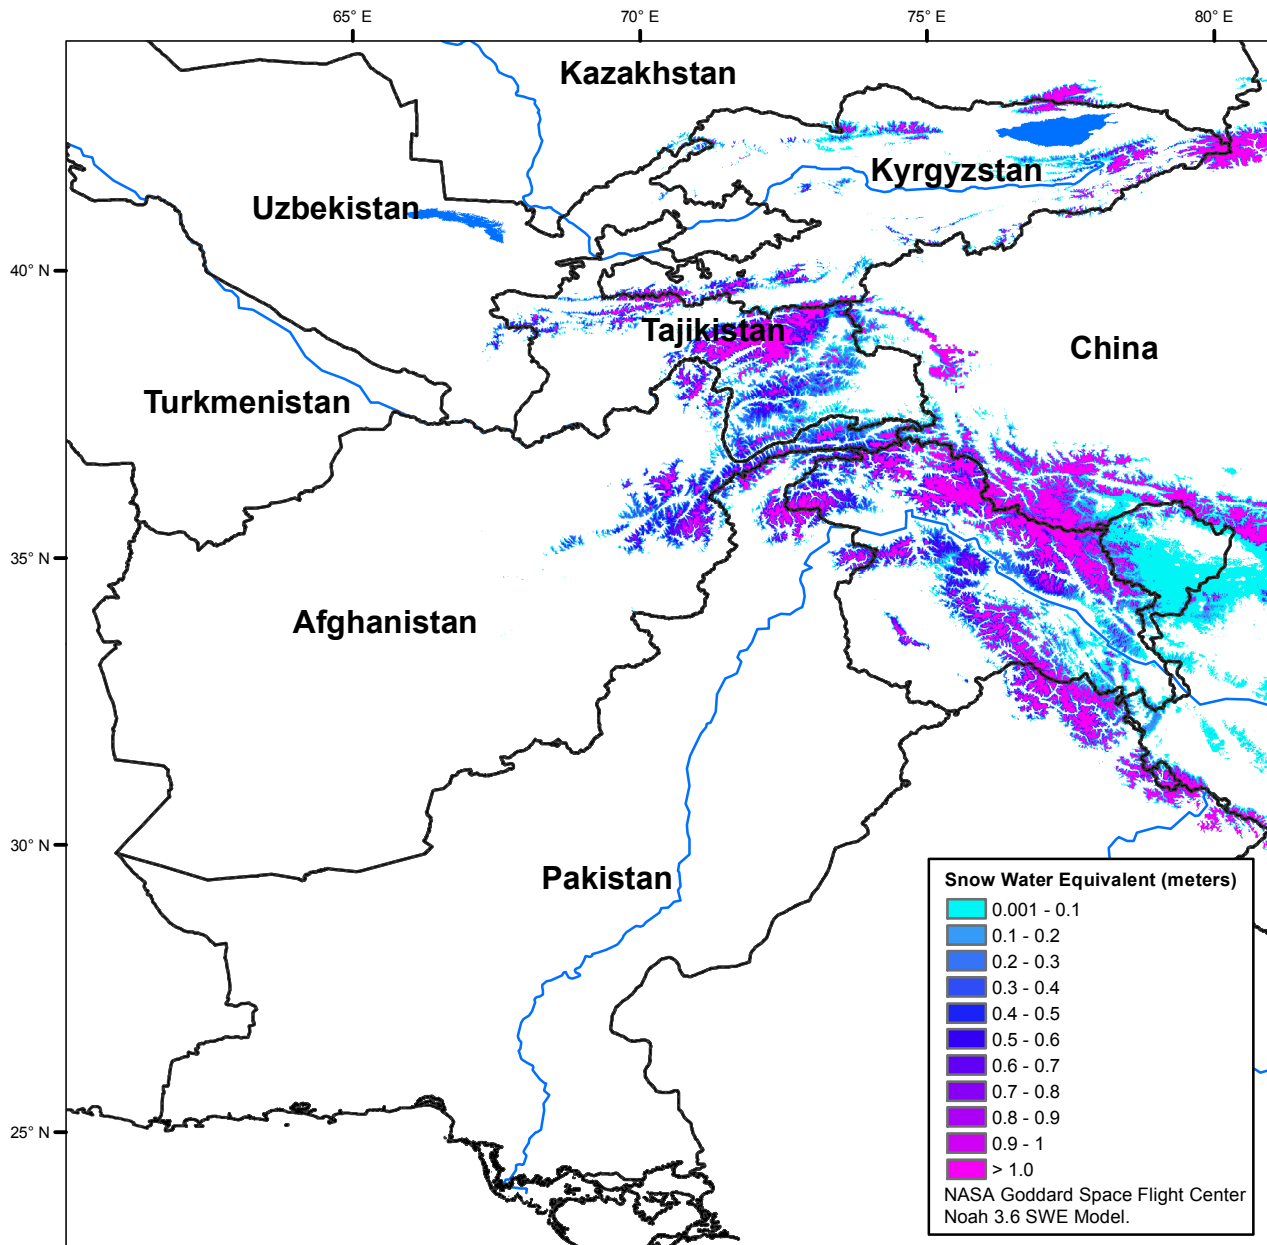 65° E
70° E
75° E
80° E
Kazakhstan
Kyrgyzstan
Uzbekistan
40° N
Tajikistan
China
Turkmenistan
35° N
Afghanistan
30° N
Pakistan
25° N
Snow Water Equivalent (meters)
0.001 - 0.1
0.1 - 0.2
0.2 - 0.3
0.3 - 0.4
0.4 - 0.5
0.5 - 0.6
0.6 - 0.7
0.7 - 0.8
0.8 - 0.9
0.9 - 1
> 1.0
NASA Goddard Space Flight Center
Noah 3.6 SWE Model.